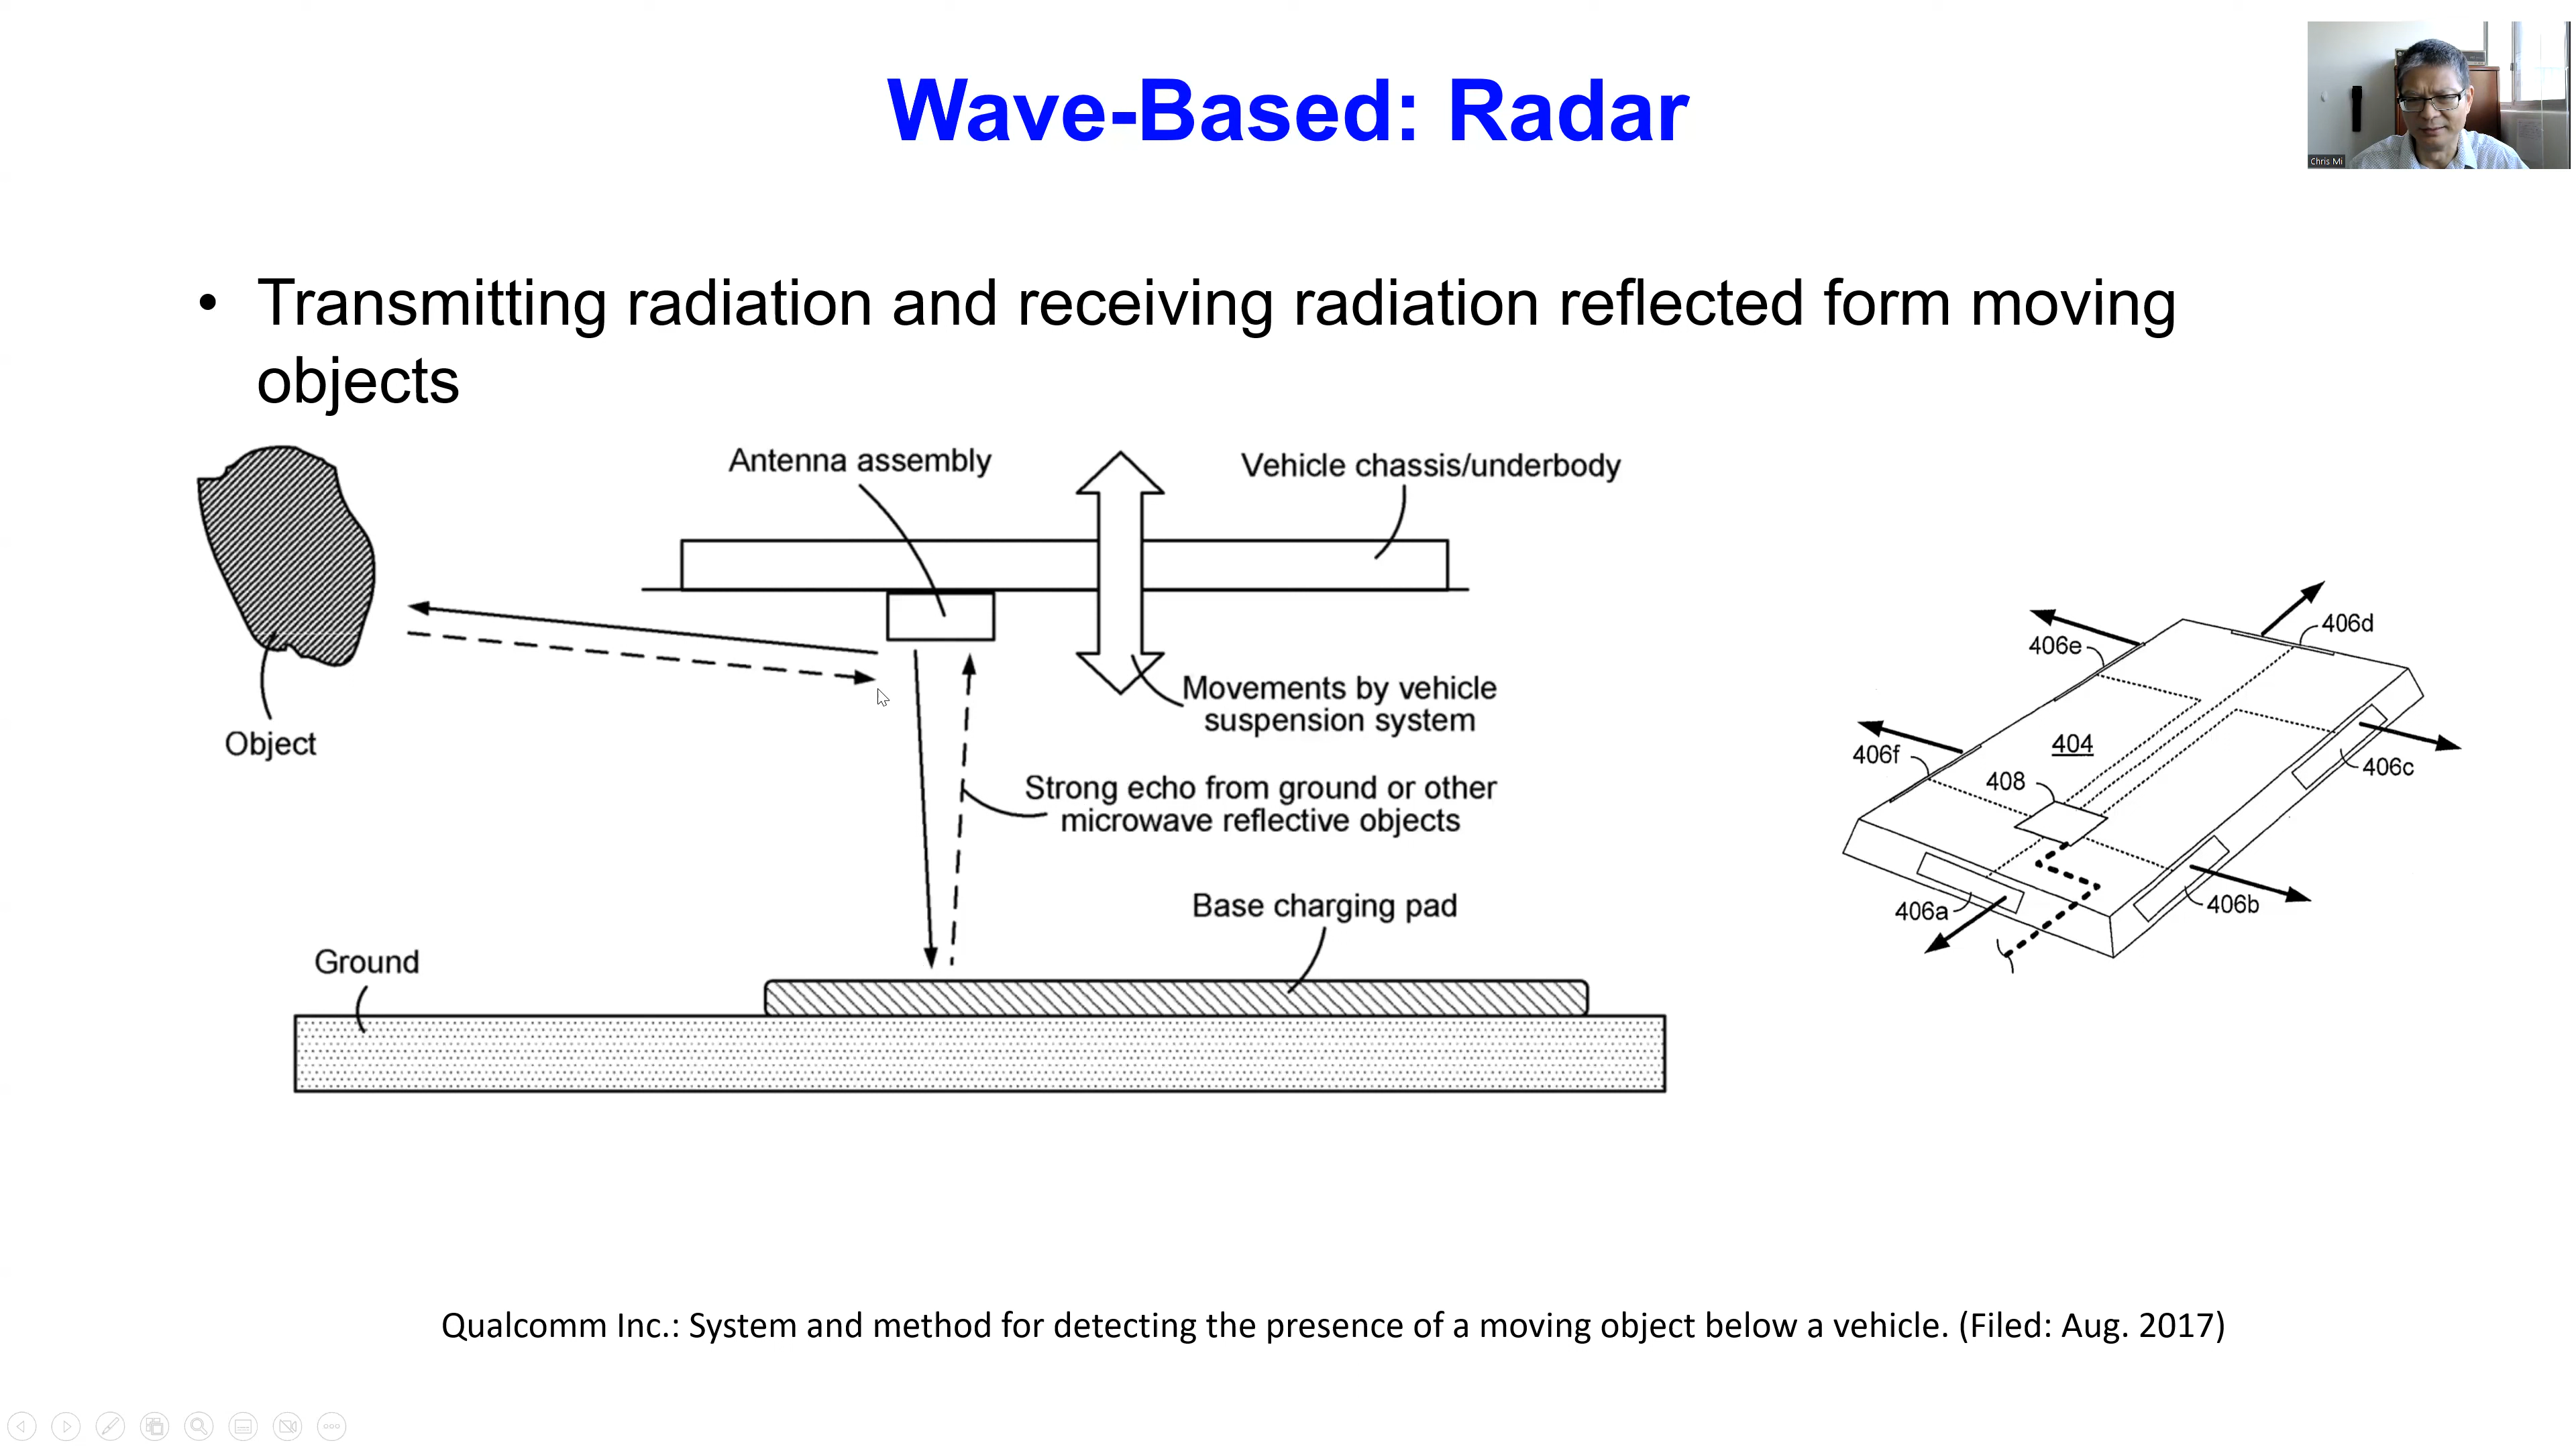 Wave-Based: Radar
Chris Mi
• Transmitting radiation and receiving radiation reflected form moving
objects
Antenna assembly
Vehicle chassis/underbody
Object
Movements by vehicle
suspension system
Strong echo from ground or other
microwave reflective objects
Base charging pad
Ground
406d
406e
406f
404
408
406c
406a
406b
Qualcomm Inc.: System and method for detecting the presence of a moving object below a vehicle. (Filed: Aug. 2017)